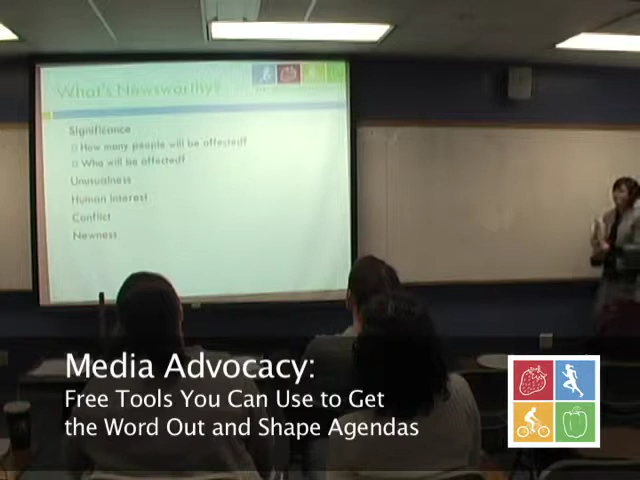 What's Newsworthy?
Significance
How many people will be affected?
Who will be affected?
Unusualness
Human Interest
Conflict
Newness
Media Advocacy:
Free Tools You Can Use to Get
the Word Out and Shape Agendas